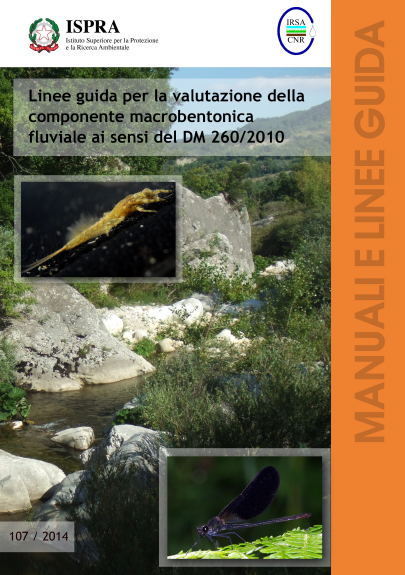 ISPRA
Istituto Superiore per la Protezione
e la Ricerca Ambientale
IRSA
CNR
Linee guida per la valutazione della
componente macrobentonica
fluviale ai sensi del DM 260/2010
MANUALI E LINEE GUIDA
107 / 2014